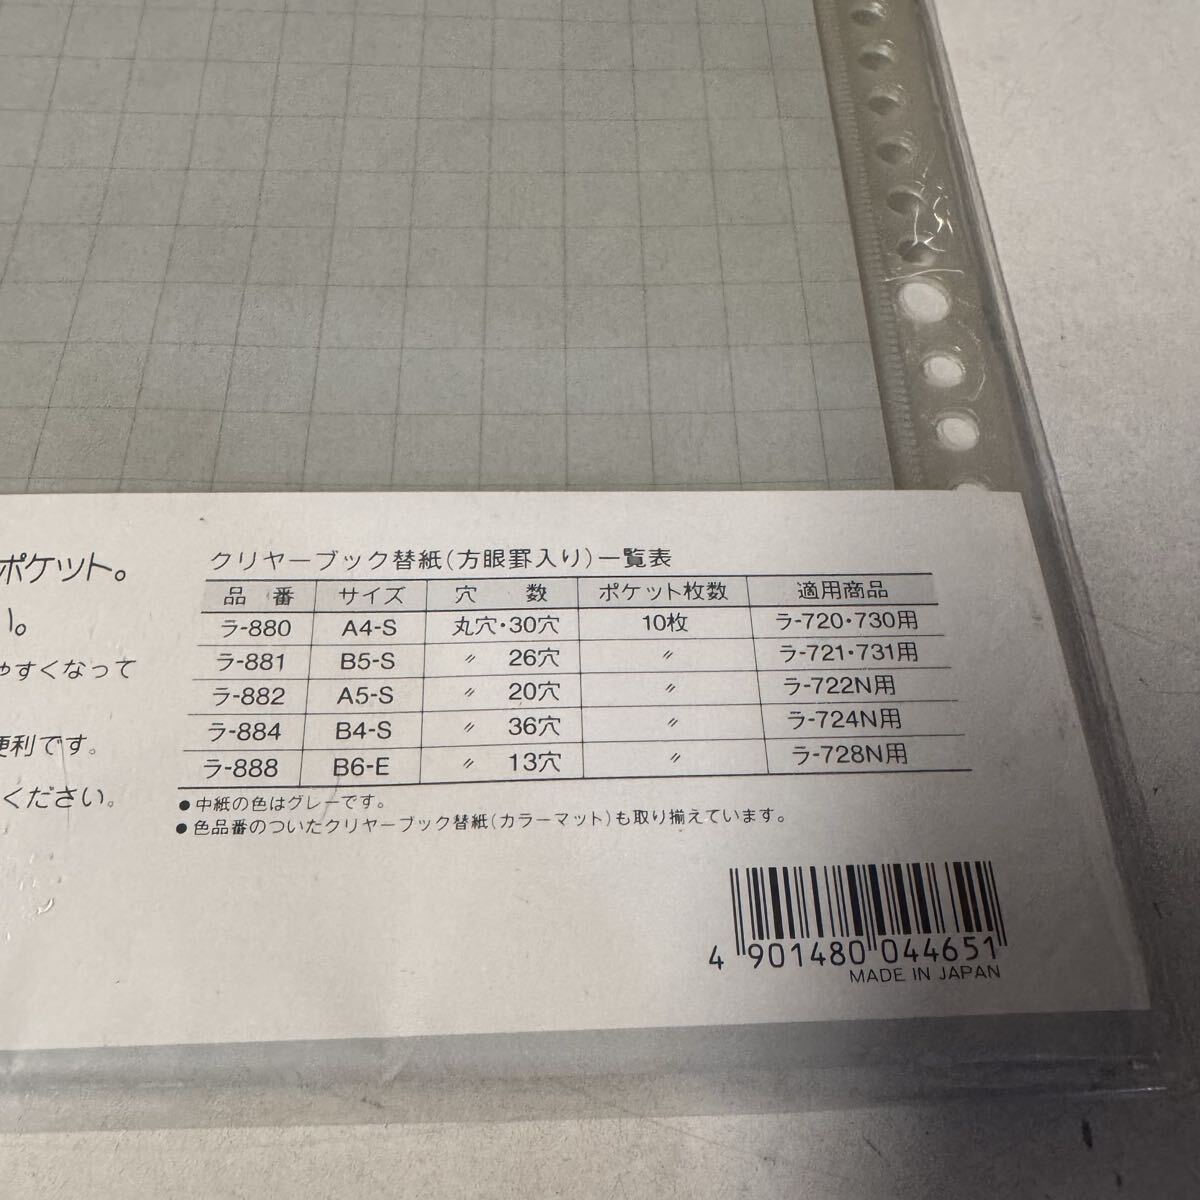 ポケット。
い。
やすくなって
便利です。
ください。
クリヤーブック替紙(方眼罫入り)一覧表
品番 サイズ 穴数 ポケット枚数 適用商品
ラ-880 A4-S 丸穴・30穴 10枚 ラ-720・730用
ラ-881 B5-S 〃 26穴 〃 ラ-721・731用
ラ-882 A5-S 〃 20穴 〃 ラ-722N用
ラ-884 B4-S 〃 36穴 〃 ラ-724N用
ラ-888 B6-E 〃 13穴 〃 ラ-728N用
●中紙の色はグレーです。
●色品番のついたクリヤーブック替紙(カラーマット)も取り揃えています。
4 901480 044651
MADE IN JAPAN